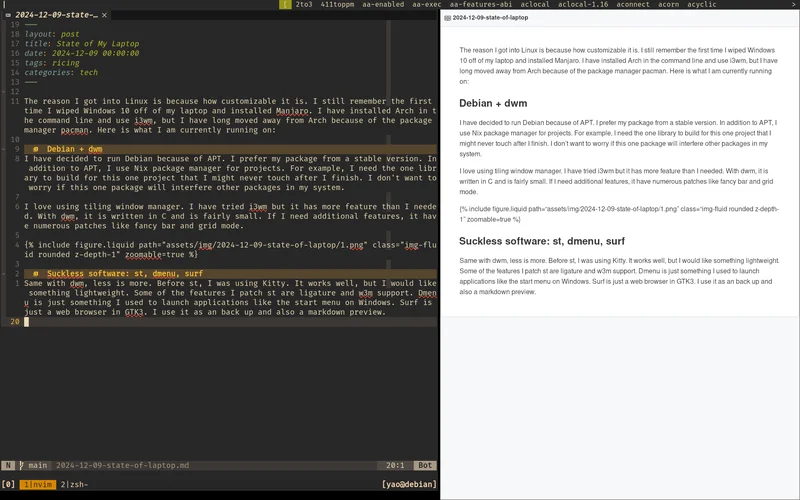 [ 2to3 411toppm aa-enabled aa-exec aa-features-abi aclocal aclocal-1.16 aconnect acorn acyclic >
2024-12-09-state-… ✕
19 ---
18 layout: post
17 title: State of My Laptop
16 date: 2024-12-09 00:00:00
15 tags: ricing
14 categories: tech
13 ---
12
11 The reason I got into Linux is because how customizable it is. I still remember the first
time I wiped Windows 10 off of my laptop and installed Manjaro. I have installed Arch in t
he command line and use i3wm, but I have long moved away from Arch because of the package
manager pacman. Here is what I am currently running on:
10
9 Debian + dwm
8 I have decided to run Debian because of APT. I prefer my package from a stable version. In
addition to APT, I use Nix package manager for projects. For example, I need the one libr
ary to build for this one project that I might never touch after I finish. I don't want to
worry if this one package will interfere other packages in my system.
7
6 I love using tiling window manager. I have tried i3wm but it has more feature than I neede
d. With dwm, it is written in C and is fairly small. If I need additional features, it hav
e numerous patches like fancy bar and grid mode.
5
4 {% include figure.liquid path="assets/img/2024-12-09-state-of-laptop/1.png" class="img-flu
id rounded z-depth-1" zoomable=true %}
3
2 Suckless software: st, dmenu, surf
1 Same with dwm, less is more. Before st, I was using Kitty. It works well, but I would like
something lightweight. Some of the features I patch st are ligature and w3m support. Dmen
u is just something I used to launch applications like the start menu on Windows. Surf is
just a web browser in GTK3. I use it as an back up and also a markdown preview.
20
N main 2024-12-09-state-of-laptop.md 20:1 Bot
[0] 1|nvim 2|zsh- [yao@debian]
2024-12-09-state-of-laptop
The reason I got into Linux is because how customizable it is. I still remember the first time I wiped Windows
10 off of my laptop and installed Manjaro. I have installed Arch in the command line and use i3wm, but I have
long moved away from Arch because of the package manager pacman. Here is what I am currently running
on:
Debian + dwm
I have decided to run Debian because of APT. I prefer my package from a stable version. In addition to APT, I
use Nix package manager for projects. For example, I need the one library to build for this one project that I
might never touch after I finish. I don't want to worry if this one package will interfere other packages in my
system.
I love using tiling window manager. I have tried i3wm but it has more feature than I needed. With dwm, it is
written in C and is fairly small. If I need additional features, it have numerous patches like fancy bar and grid
mode.
{% include figure.liquid path="assets/img/2024-12-09-state-of-laptop/1.png" class="img-fluid rounded z-depth-
1" zoomable=true %}
Suckless software: st, dmenu, surf
Same with dwm, less is more. Before st, I was using Kitty. It works well, but I would like something lightweight.
Some of the features I patch st are ligature and w3m support. Dmenu is just something I used to launch
applications like the start menu on Windows. Surf is just a web browser in GTK3. I use it as an back up and
also a markdown preview.